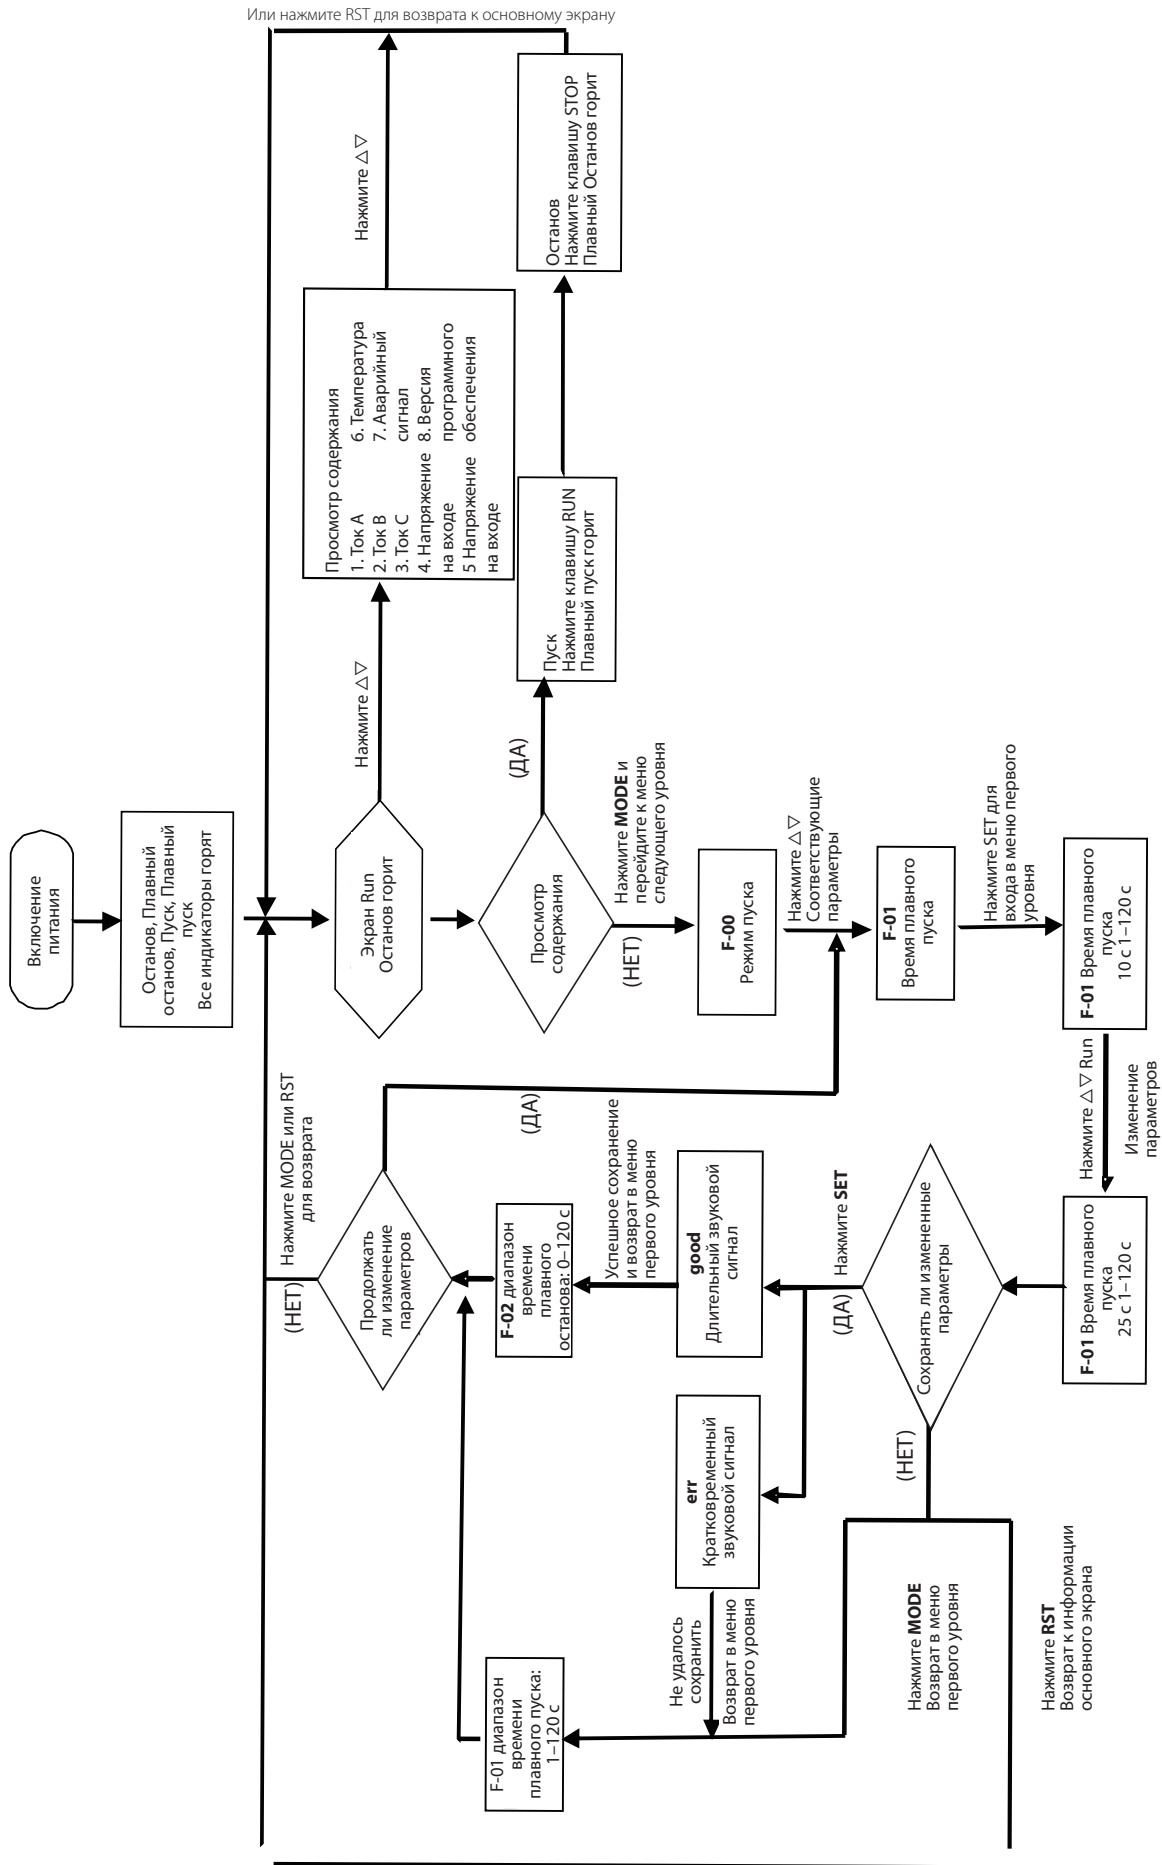 Или нажмите RST для возврата к основному экрану
Включение
питания
Останов, Плавный
останов, Пуск, Плавный
пуск
Все индикаторы горят
Экран Run
Останов горит
Нажмите △▽
Просмотр содержания
1. Ток A
2. Ток B
3. Ток C
4. Напряжение
на входе
5 Напряжение
на входе
6. Температура
7. Аварийный
сигнал
8. Версия
программного
обеспечения
Нажмите △▽
Просмотр
содержания
(ДА)
Пуск
Нажмите клавишу RUN
Плавный пуск горит
Останов
Нажмите клавишу STOP
Плавный Останов горит
(НЕТ)
Нажмите MODE и
перейдите к меню
следующего уровня
F-00
Режим пуска
Нажмите △▽
Соответствующие
параметры
F-01
Время плавного
пуска
Нажмите SET для
входа в меню первого
уровня
F-01 Время плавного
пуска
10 с 1–120 с
Нажмите △▽ Run
Изменение
параметров
F-01 Время плавного
пуска
25 с 1–120 с
Сохранять ли измененные
параметры
(ДА)
Нажмите SET
good
Длительный звуковой
сигнал
Успешное сохранение
и возврат в меню
первого уровня
F-02 диапазон
времени
плавного
останова: 0–120 с
Продолжать
ли изменение
параметров
(ДА)
(НЕТ)
Нажмите MODE или RST
для возврата
err
Кратковременный
звуковой сигнал
Не удалось
сохранить
Возврат в меню
первого уровня
F-01 диапазон
времени
плавного пуска:
1–120 с
(НЕТ)
Нажмите MODE
Возврат в меню
первого уровня
Нажмите RST
Возврат к информации
основного экрана